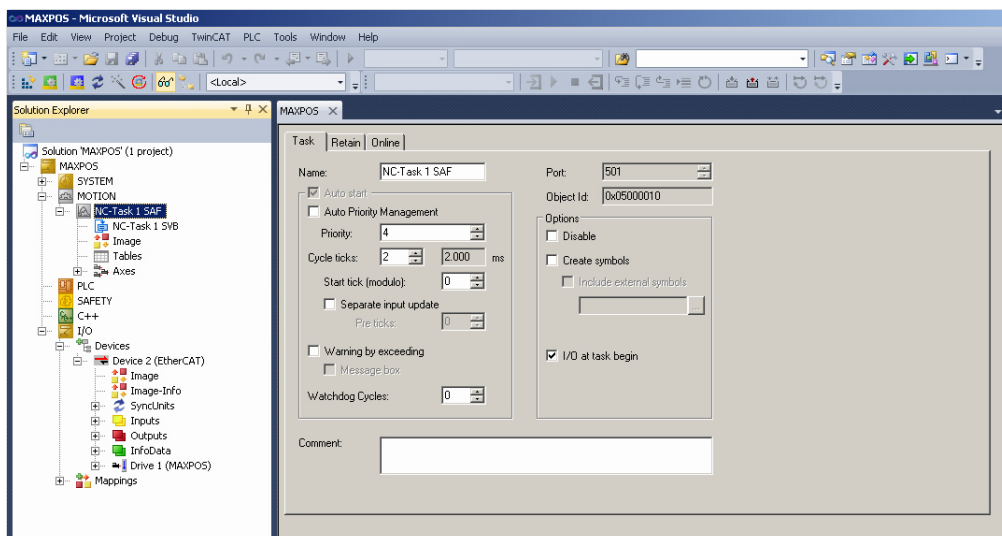 MAXPOS - Microsoft Visual Studio
File Edit View Project Debug TwinCAT PLC Tools Window Help
<Local>
Solution Explorer
MAXPOS
Solution 'MAXPOS' (1 project)
MAXPOS
SYSTEM
MOTION
NC-Task 1 SAF
NC-Task 1 SVB
Image
Tables
Axes
PLC
SAFETY
C++
I/O
Devices
Device 2 (EtherCAT)
Image
Image-Info
SyncUnits
Inputs
Outputs
InfoData
Drive 1 (MAXPOS)
Mappings
Task Retain Online
Name: NC-Task 1 SAF
Auto start
Auto Priority Management
Priority: 4
Cycle ticks: 2 2.000 ms
Start tick (modulo): 0
Separate input update
Pre ticks: 0
Warning by exceeding
Message box
Watchdog Cycles: 0
Port: 501
Object Id: 0x05000010
Options
Disable
Create symbols
Include external symbols
...
I/O at task begin
Comment: